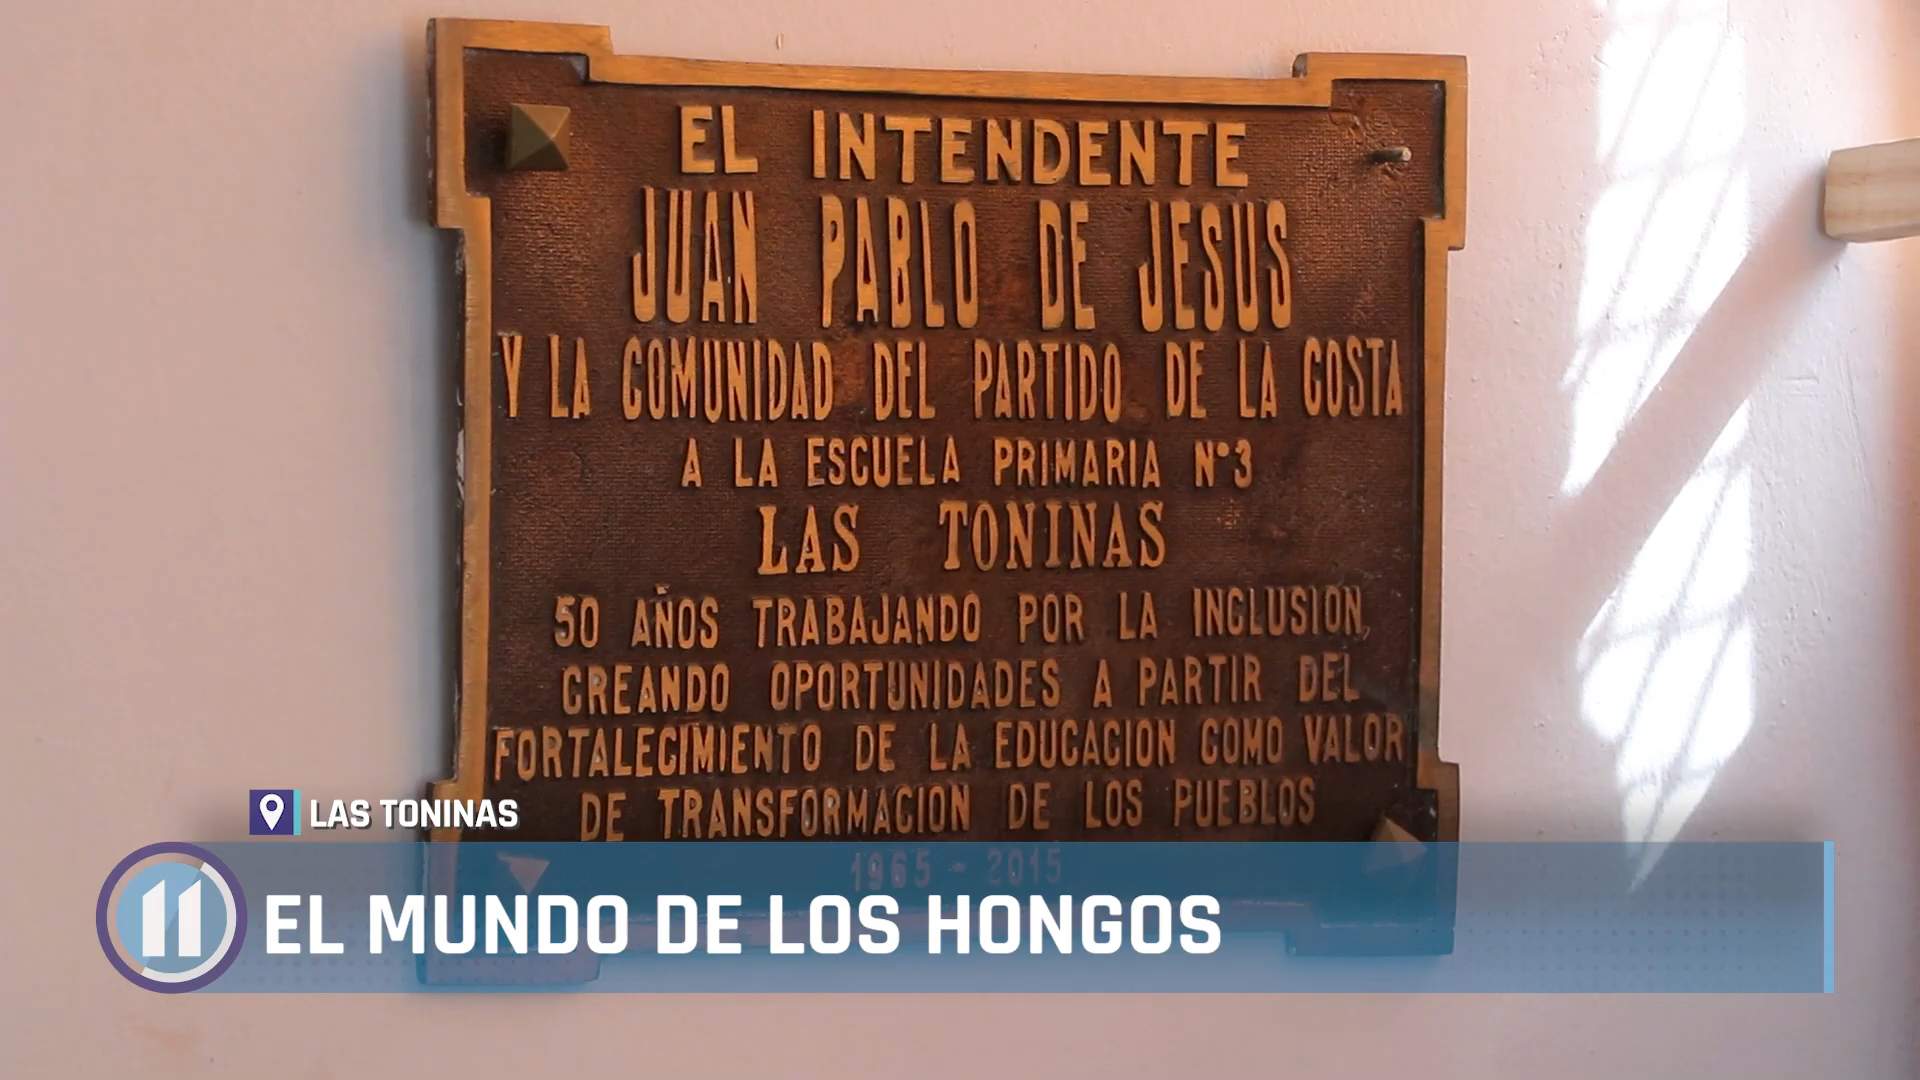 EL INTENDENTE
JUAN PABLO DE JESUS
Y LA COMUNIDAD DEL PARTIDO DE LA COSTA
A LA ESCUELA PRIMARIA N°3
LAS TONINAS
50 AÑOS TRABAJANDO POR LA INCLUSION,
CREANDO OPORTUNIDADES A PARTIR DEL
FORTALECIMIENTO DE LA EDUCACION COMO VALOR
DE TRANSFORMACION DE LOS PUEBLOS
1965 - 2015
LAS TONINAS
11
EL MUNDO DE LOS HONGOS